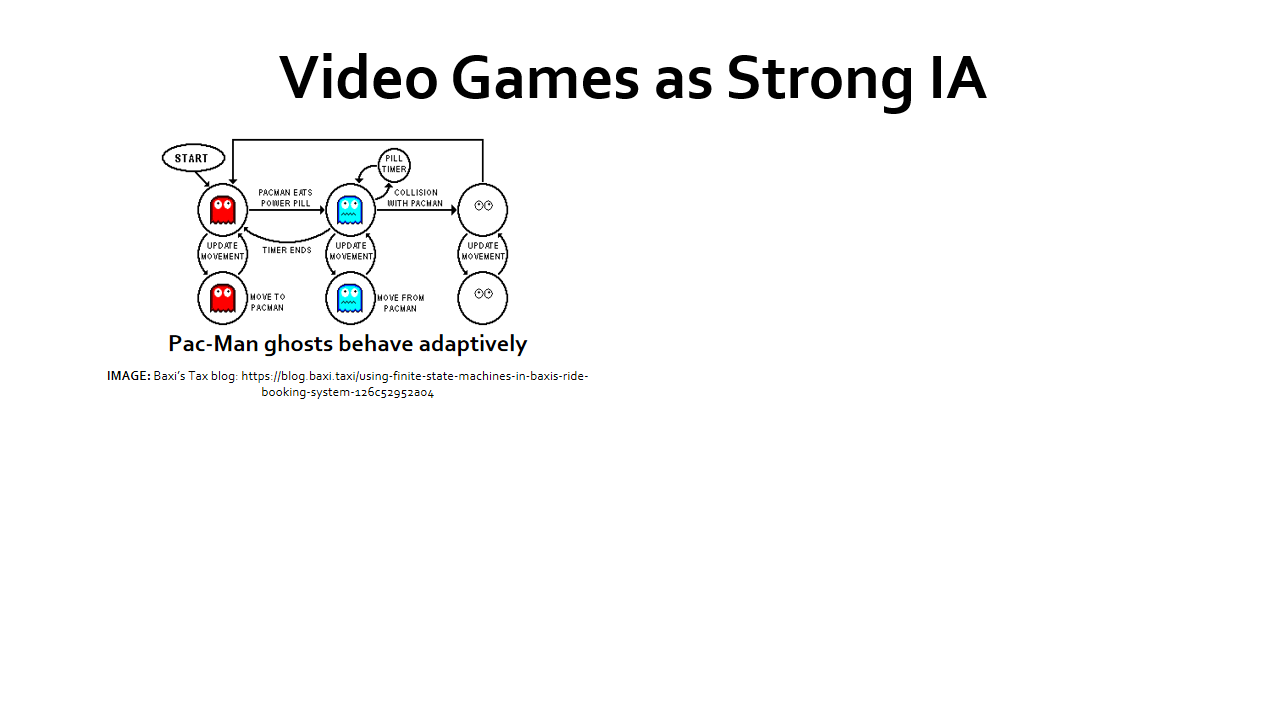 Video Games as Strong IA
START
PILL
TIMER
PACMAN EATS
POWER PILL
COLLISION
WITH PACMAN
TIMER ENDS
UPDATE
MOVEMENT
UPDATE
MOVEMENT
UPDATE
MOVEMENT
MOVE TO
PACMAN
MOVE FROM
PACMAN
Pac-Man ghosts behave adaptively
IMAGE: Baxi's Tax blog: https://blog.baxi.taxi/using-finite-state-machines-in-baxis-ride-
booking-system-126c52952a04